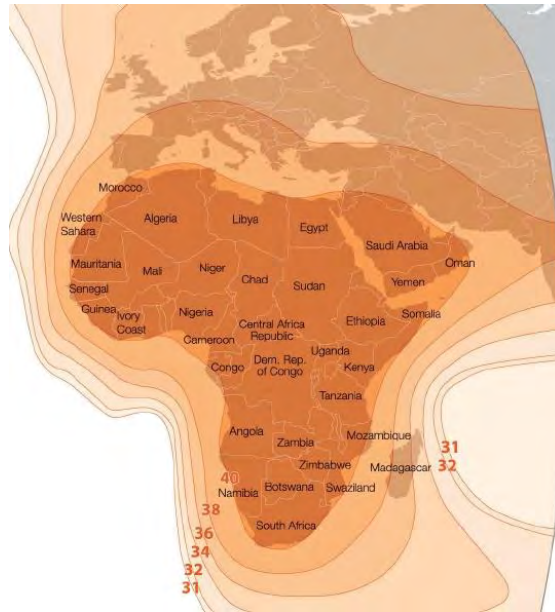 Morocco
Western
Sahara
Algeria
Libya
Egypt
Saudi Arabia
Oman
Mauritania
Mali
Niger
Chad
Sudan
Yemen
Senegal
Guinea
Ivory
Coast
Nigeria
Cameroon
Central Africa
Republic
Ethiopia
Somalia
Congo
Dem. Rep.
of Congo
Uganda
Kenya
Tanzania
Angola
Zambia
Mozambique
Zimbabwe
Madagascar
31
32
40
Namibia
Botswana
Swaziland
South Africa
38
36
34
32
31